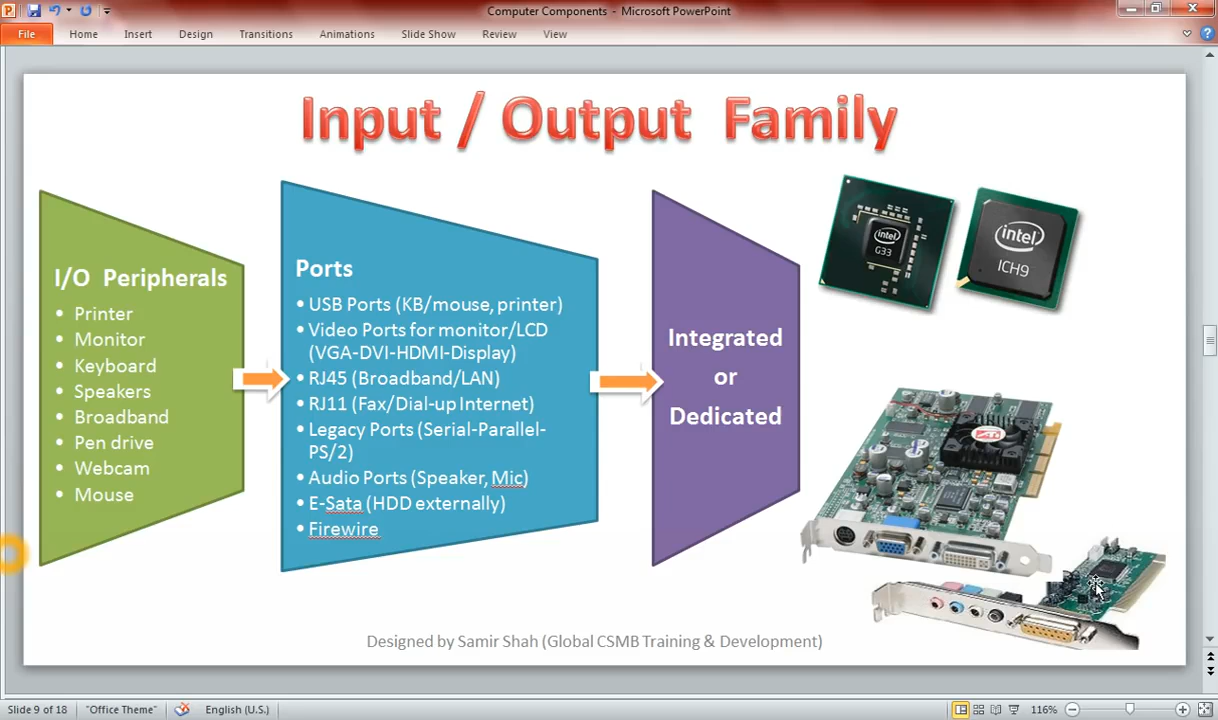 Computer Components - Microsoft PowerPoint
File Home Insert Design Transitions Animations Slide Show Review View
Input / Output Family
I/O Peripherals
• Printer
• Monitor
• Keyboard
• Speakers
• Broadband
• Pen drive
• Webcam
• Mouse
Ports
• USB Ports (KB/mouse, printer)
• Video Ports for monitor/LCD
(VGA-DVI-HDMI-Display)
• RJ45 (Broadband/LAN)
• RJ11 (Fax/Dial-up Internet)
• Legacy Ports (Serial-Parallel-
PS/2)
• Audio Ports (Speaker, Mic)
• E-Sata (HDD externally)
• Firewire
Integrated
or
Dedicated
intel
G33
intel
ICH9
ATI
Designed by Samir Shah (Global CSMB Training & Development)
Slide 9 of 18 "Office Theme" English (U.S.) 116%